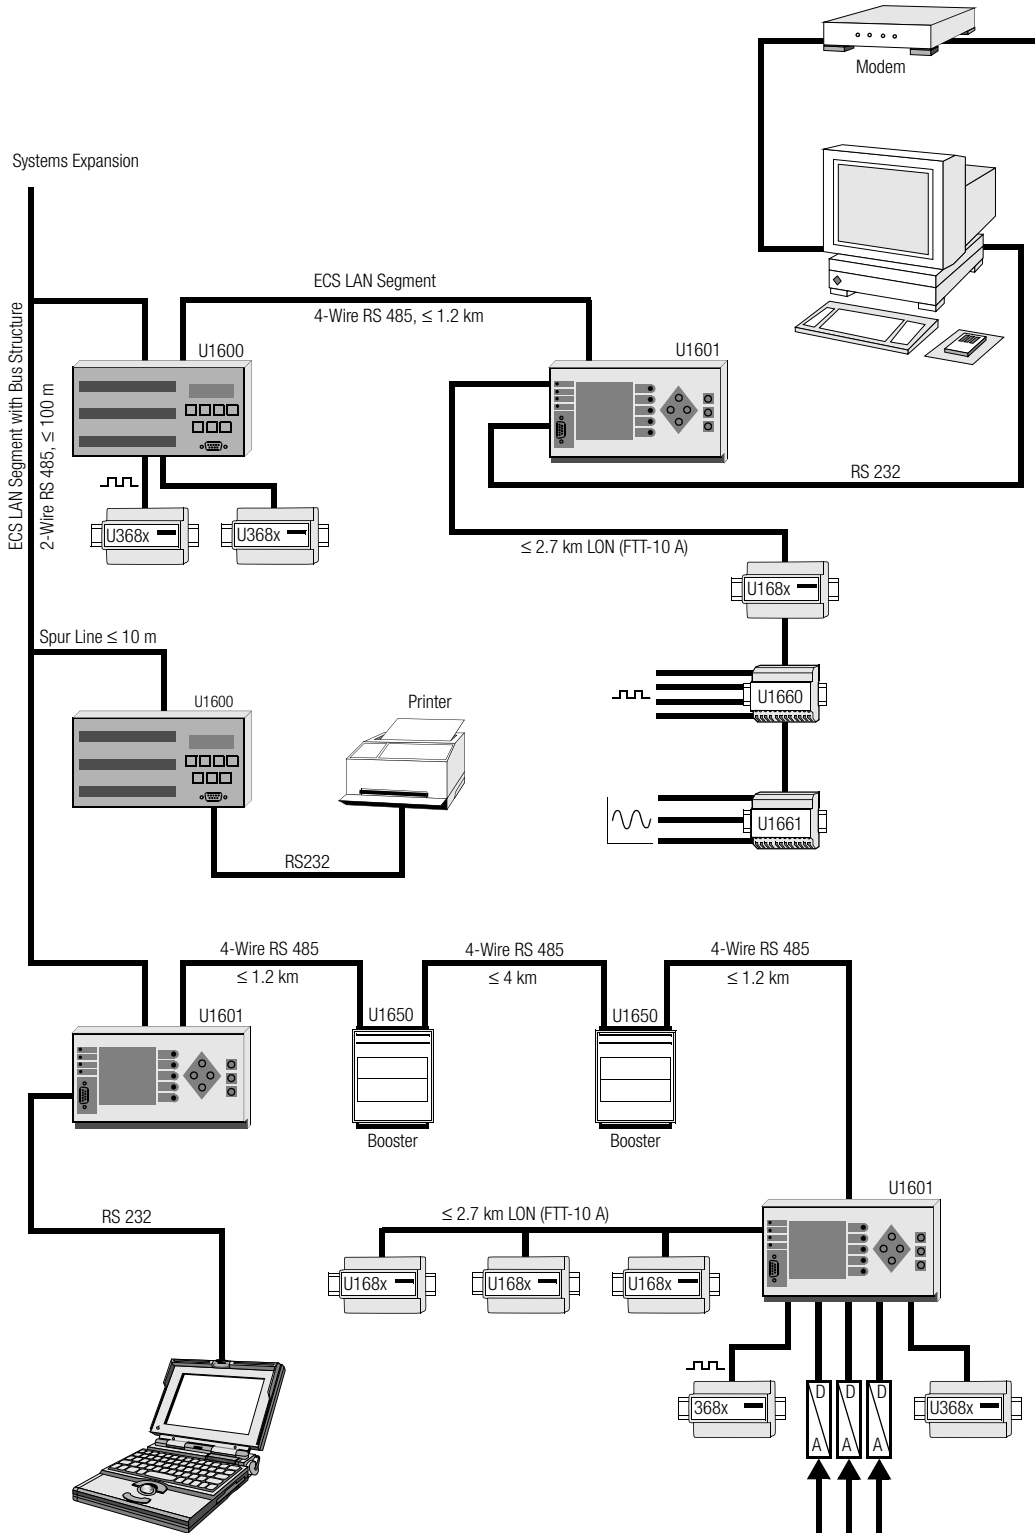 Modem
Systems Expansion
ECS LAN Segment with Bus Structure
2-Wire RS 485, ≤ 100 m
ECS LAN Segment
4-Wire RS 485, ≤ 1.2 km
U1600
U1601
RS 232
U368x
U368x
≤ 2.7 km LON (FTT-10 A)
U168x
Spur Line ≤ 10 m
U1600
Printer
U1660
U1661
RS232
4-Wire RS 485
≤ 1.2 km
4-Wire RS 485
≤ 4 km
4-Wire RS 485
≤ 1.2 km
U1601
U1650
U1650
Booster
Booster
U1601
RS 232
≤ 2.7 km LON (FTT-10 A)
U168x
U168x
U168x
368x
D
A
D
A
D
A
U368x